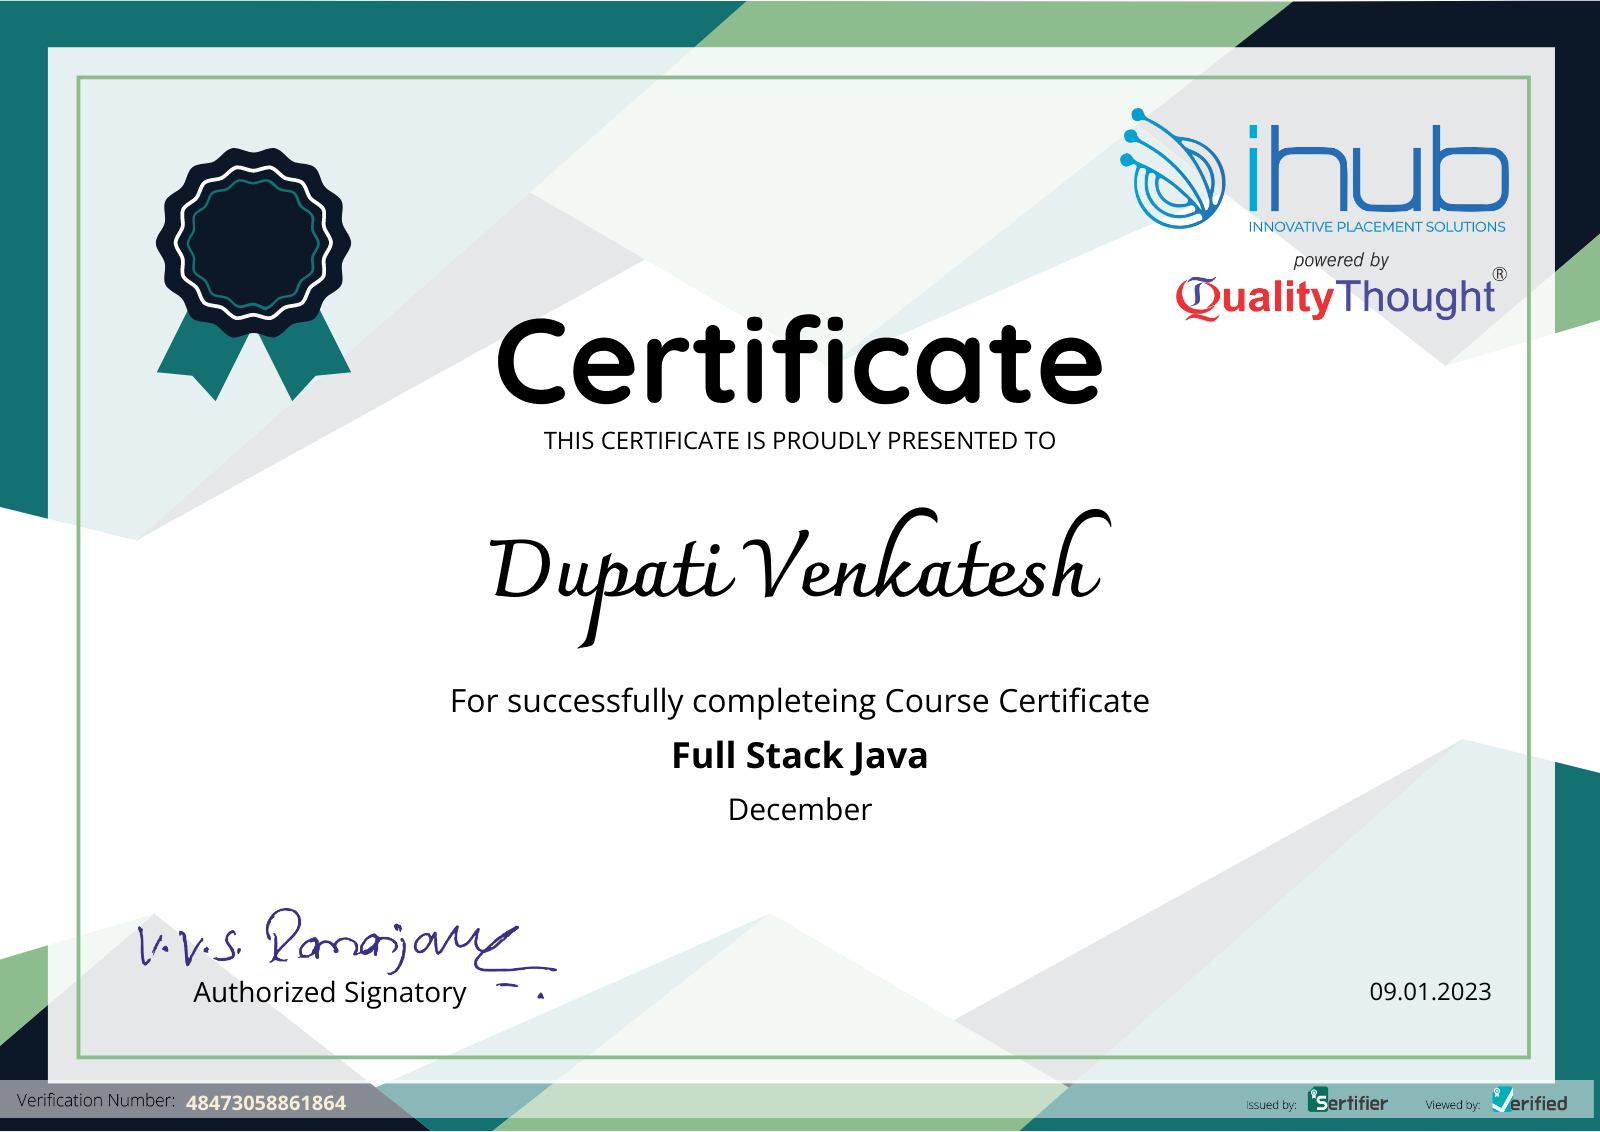 ihub
INNOVATIVE PLACEMENT SOLUTIONS
powered by
QualityThought®
Certificate
THIS CERTIFICATE IS PROUDLY PRESENTED TO
Dupati Venkatesh
For successfully completeing Course Certificate
Full Stack Java
December
V.V.S. Ramanjany
Authorized Signatory
09.01.2023
Verification Number: 48473058861864
Issued by: Sertifier Viewed by: Verified